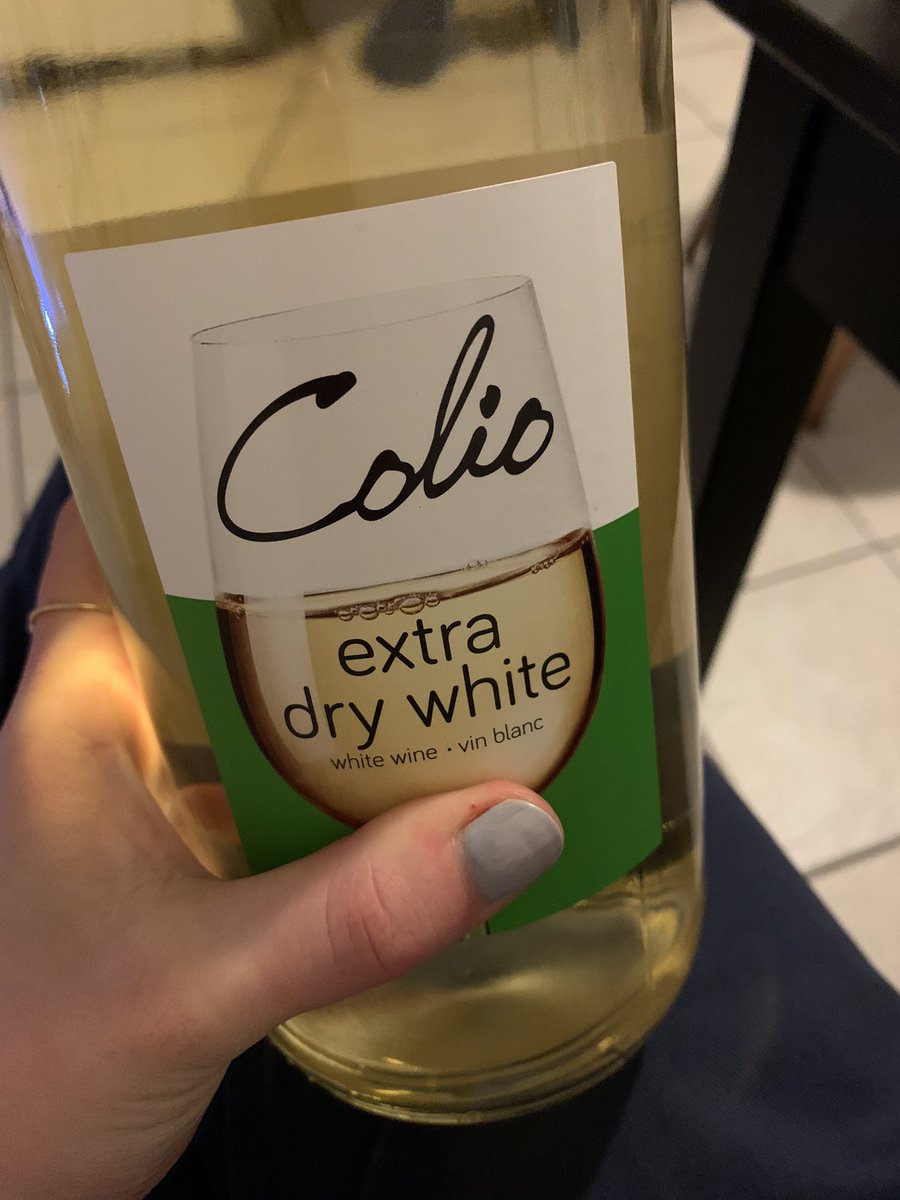 Colio
extra
dry white
white wine · vin blanc